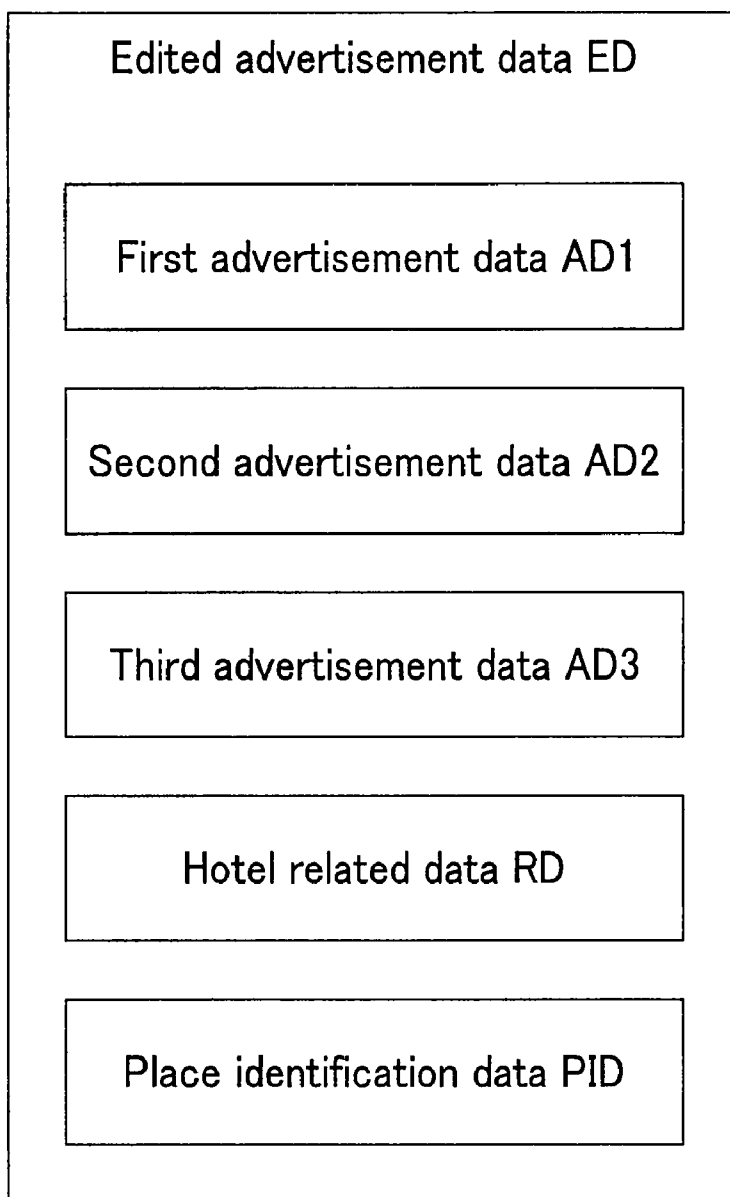 Edited advertisement data ED
First advertisement data AD1
Second advertisement data AD2
Third advertisement data AD3
Hotel related data RD
Place identification data PID